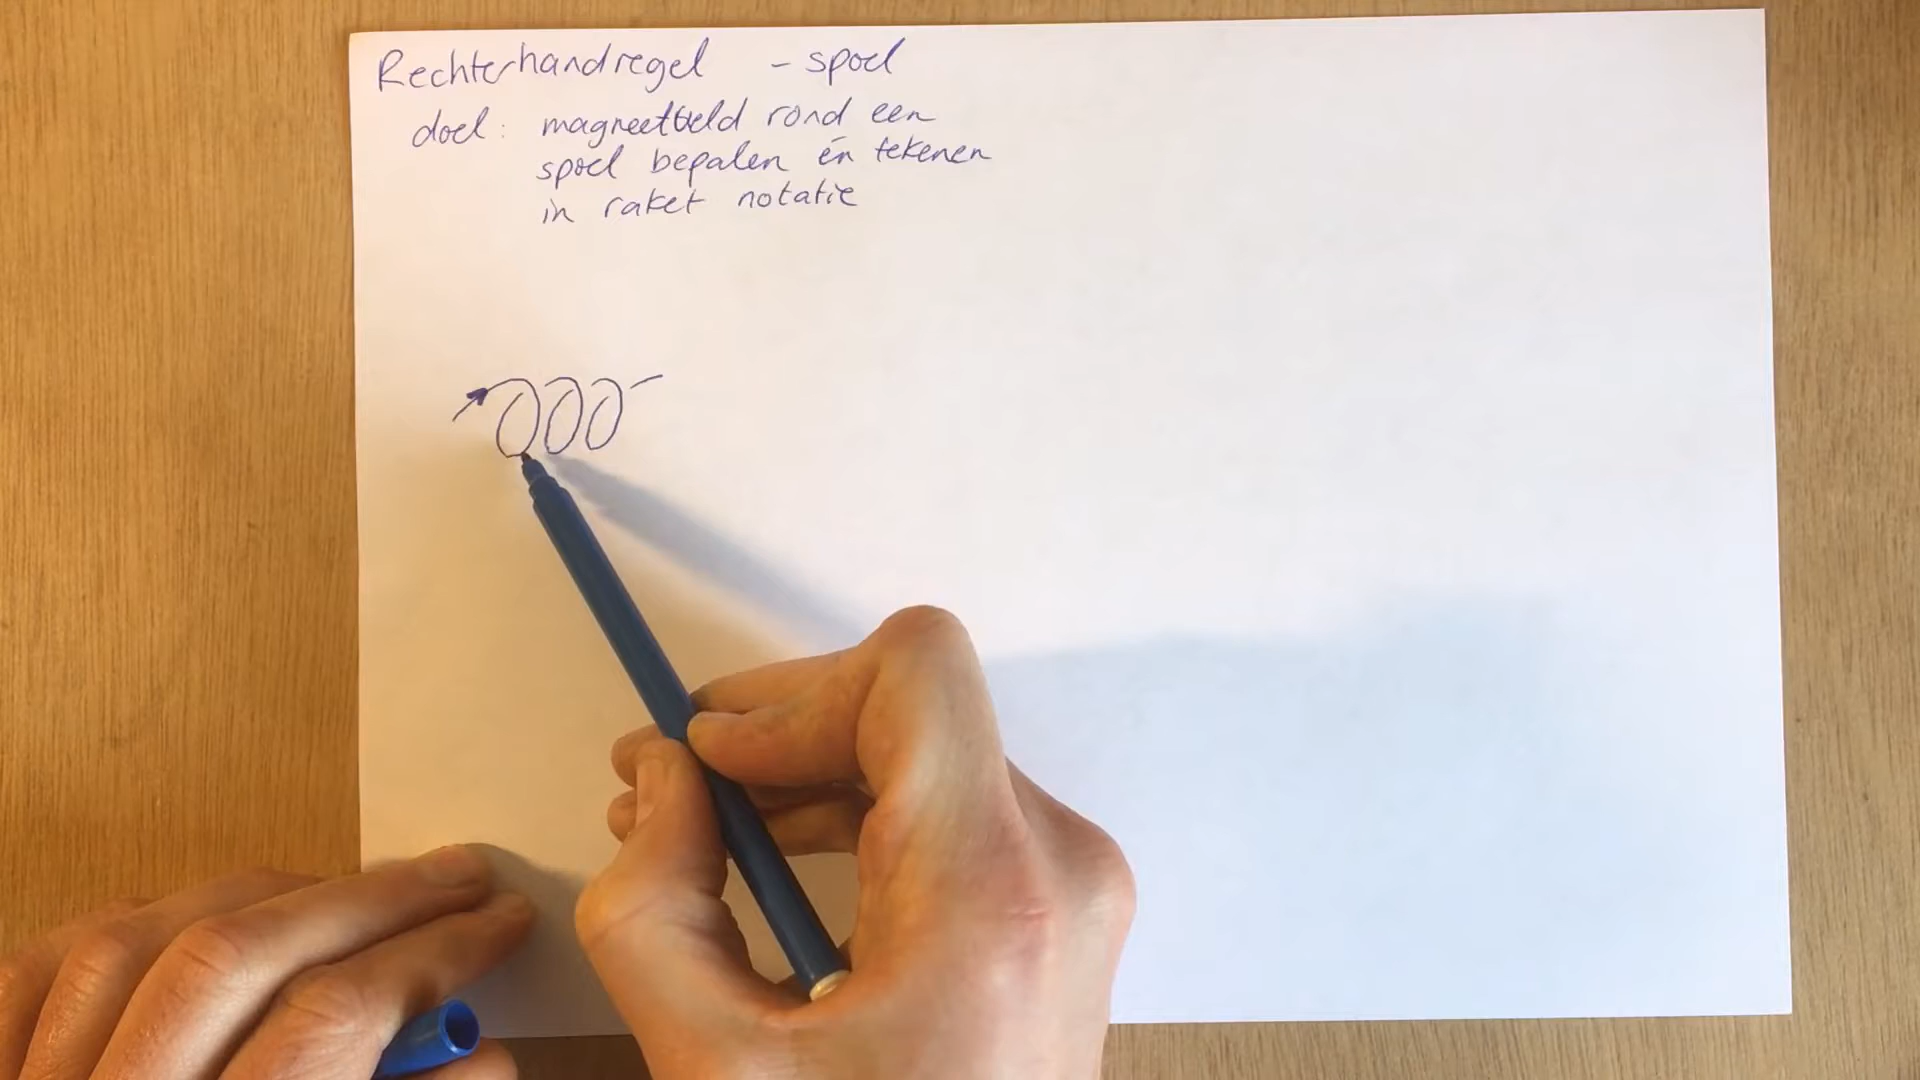 Rechterhandregel - spoel
doel: magneetveld rond een
spoel bepalen én tekenen
in raket notatie